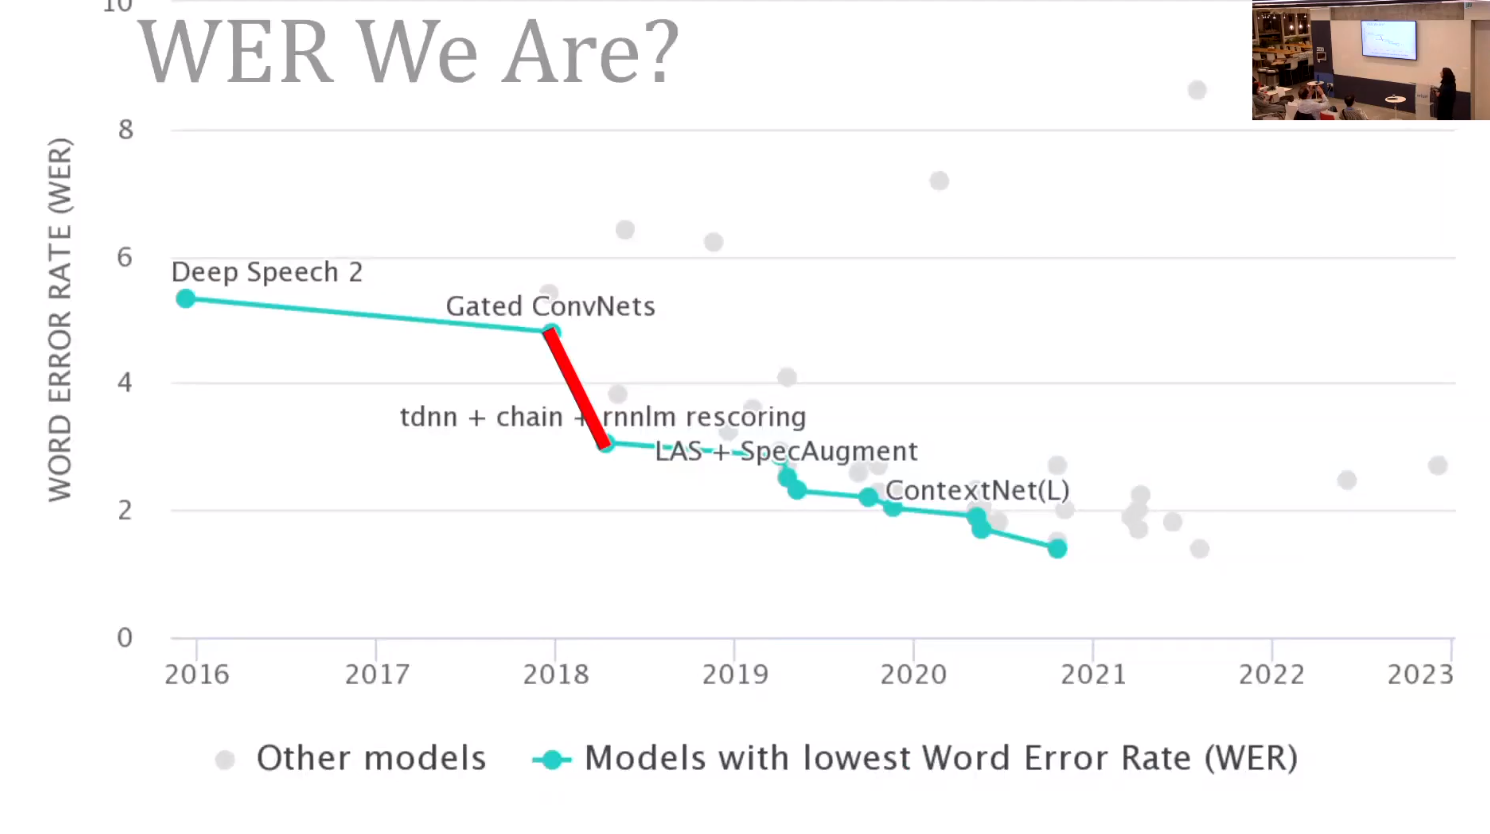 10
WER We Are?
8
WORD ERROR RATE (WER)
6
Deep Speech 2
Gated ConvNets
4
tdnn + chain + rnnlm rescoring
LAS + SpecAugment
ContextNet(L)
2
0
2016 2017 2018 2019 2020 2021 2022 2023
Other models Models with lowest Word Error Rate (WER)